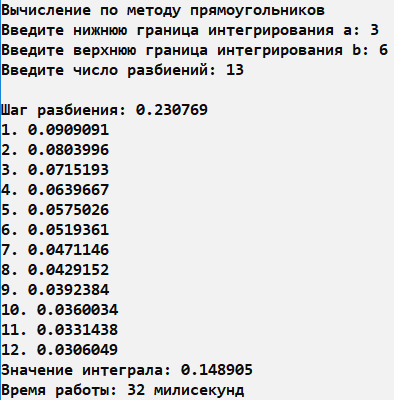 Вычисление по методу прямоугольников
Введите нижнюю граница интегрирования a: 3
Введите верхнюю граница интегрирования b: 6
Введите число разбиений: 13
Шаг разбиения: 0.230769
1. 0.0909091
2. 0.0803996
3. 0.0715193
4. 0.0639667
5. 0.0575026
6. 0.0519361
7. 0.0471146
8. 0.0429152
9. 0.0392384
10. 0.0360034
11. 0.0331438
12. 0.0306049
Значение интеграла: 0.148905
Время работы: 32 милисекунд